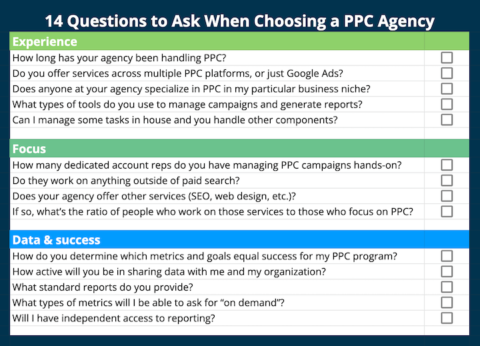 14 Questions to Ask When Choosing a PPC Agency
Experience
How long has your agency been handling PPC?
Do you offer services across multiple PPC platforms, or just Google Ads?
Does anyone at your agency specialize in PPC in my particular business niche?
What types of tools do you use to manage campaigns and generate reports?
Can I manage some tasks in house and you handle other components?
Focus
How many dedicated account reps do you have managing PPC campaigns hands-on?
Do they work on anything outside of paid search?
Does your agency offer other services (SEO, web design, etc.)?
If so, what's the ratio of people who work on those services to those who focus on PPC?
Data & success
How do you determine which metrics and goals equal success for my PPC program?
How active will you be in sharing data with me and my organization?
What standard reports do you provide?
What types of metrics will I be able to ask for “on demand”?
Will I have independent access to reporting?